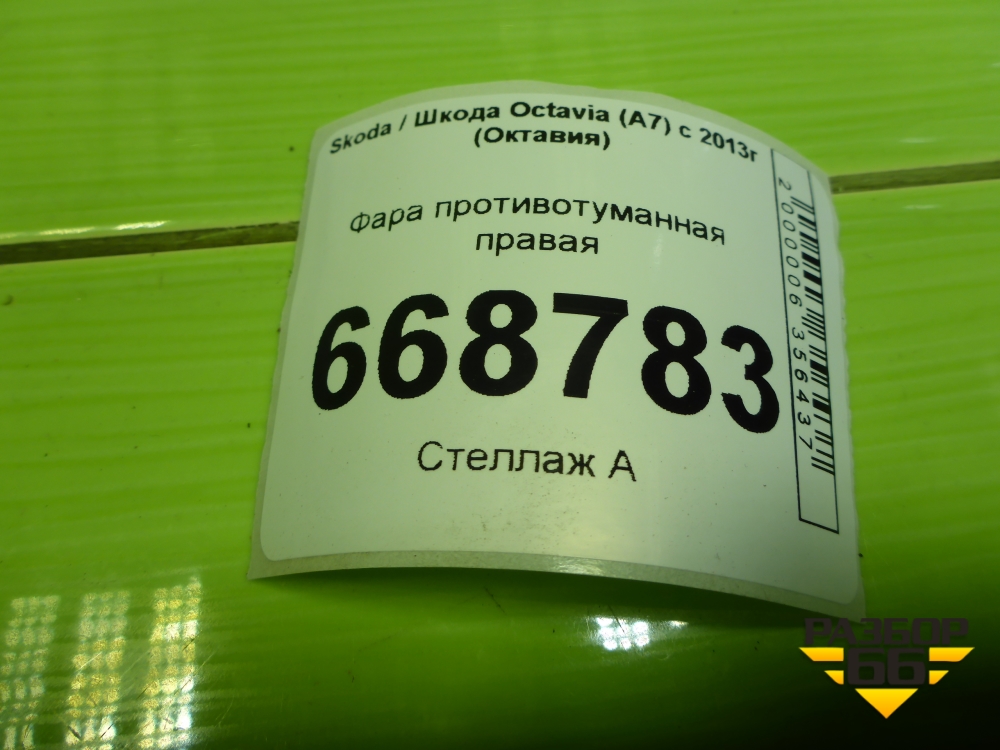 Skoda / Шкода Octavia (A7) с 2013г
(Октавия)
Фара противотуманная
правая
668783
Стеллаж А
2000006356437
РАЗБОР
66